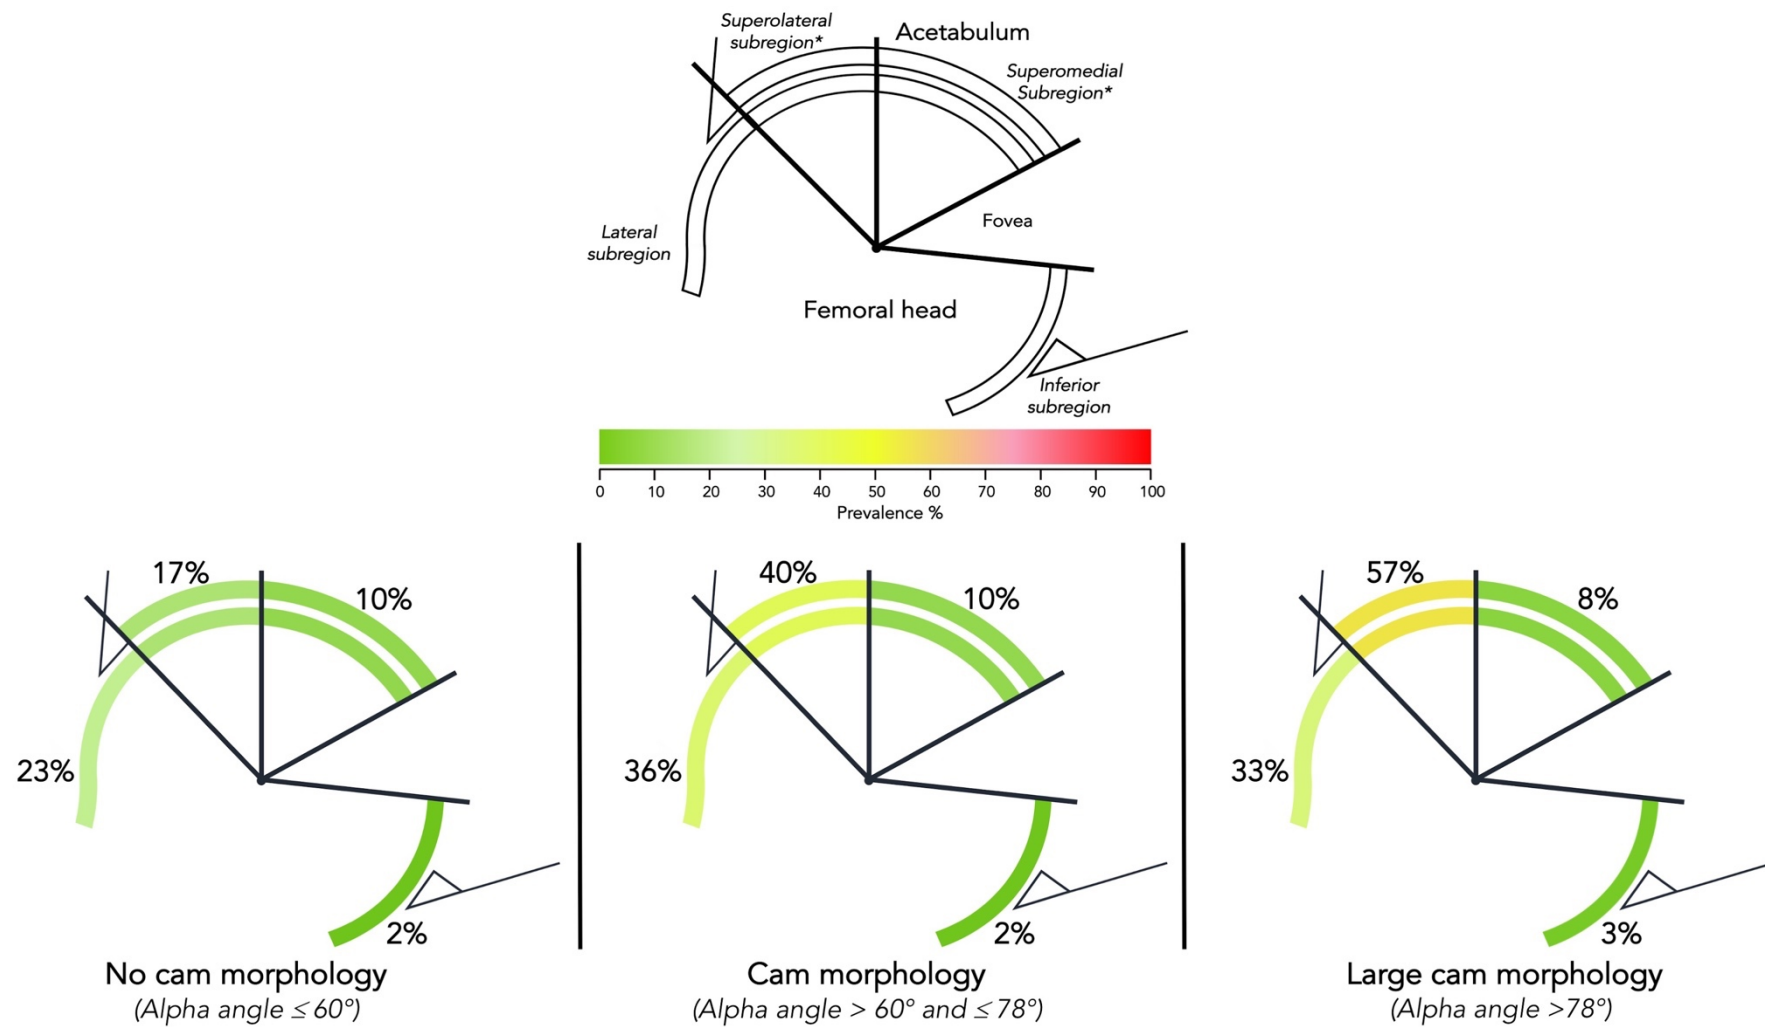 Superolateral
subregion*
Acetabulum
Superomedial
Subregion*
Lateral
subregion
Fovea
Femoral head
Inferior
subregion
0 10 20 30 40 50 60 70 80 90 100
Prevalence %
17%
10%
23%
2%
No cam morphology
(Alpha angle ≤ 60°)
40%
10%
36%
2%
Cam morphology
(Alpha angle > 60° and ≤ 78°)
57%
8%
33%
3%
Large cam morphology
(Alpha angle >78°)